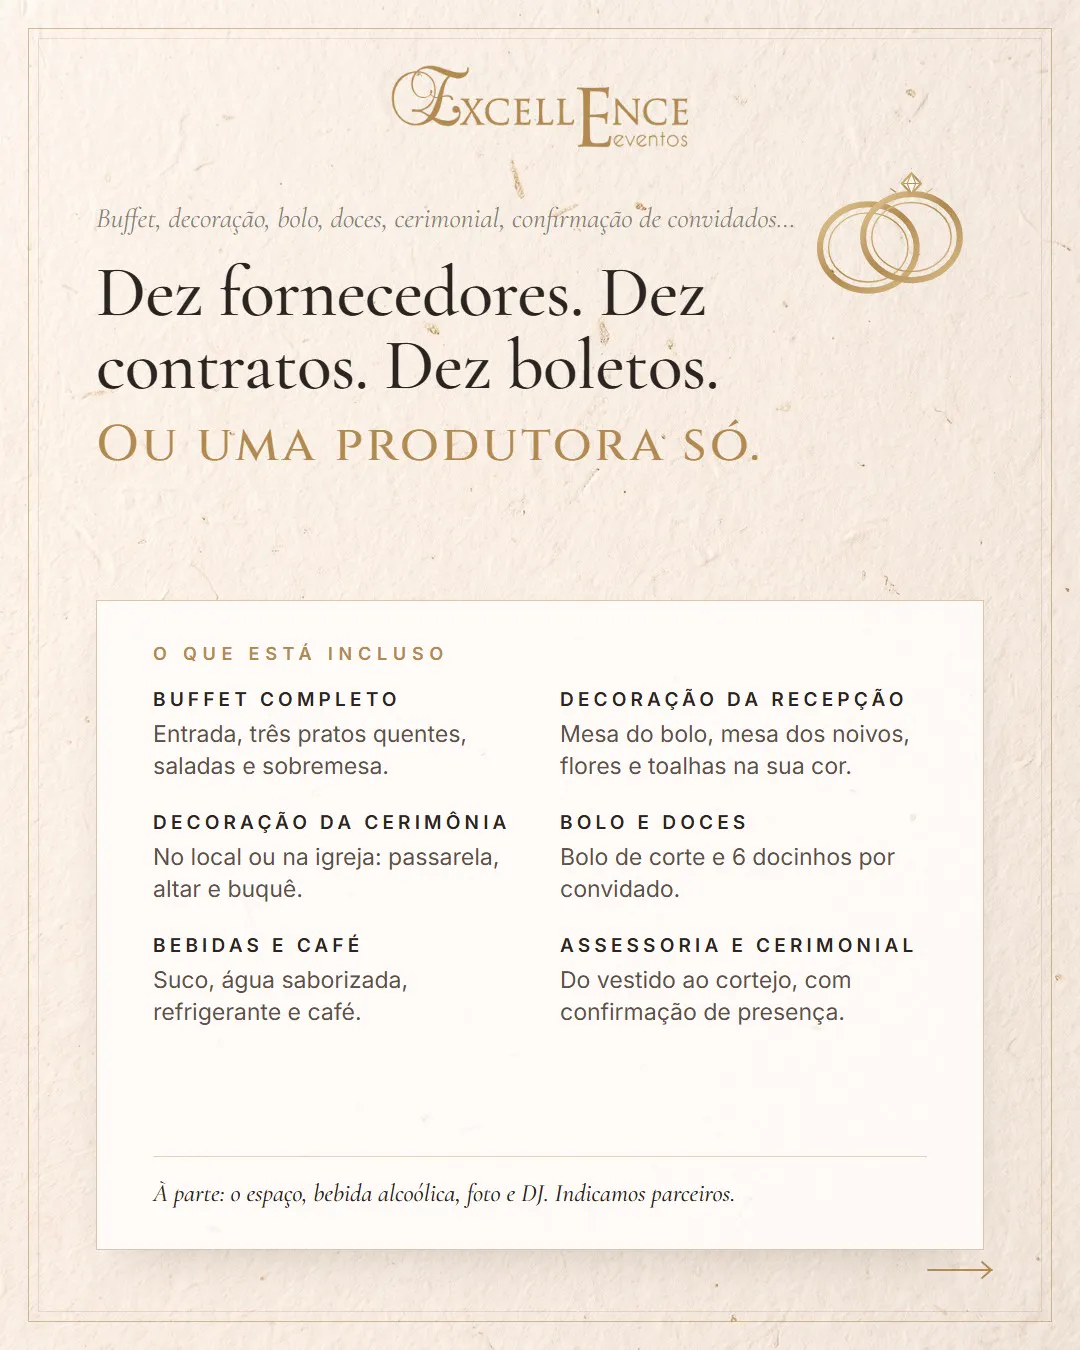 EXCELLENCE
eventos
Buffet, decoração, bolo, doces, cerimonial, confirmação de convidados...
Dez fornecedores. Dez
contratos. Dez boletos.
OU UMA PRODUTORA SÓ.
O QUE ESTÁ INCLUSO
BUFFET COMPLETO
Entrada, três pratos quentes,
saladas e sobremesa.
DECORAÇÃO DA RECEPÇÃO
Mesa do bolo, mesa dos noivos,
flores e toalhas na sua cor.
DECORAÇÃO DA CERIMÔNIA
No local ou na igreja: passarela,
altar e buquê.
BOLO E DOCES
Bolo de corte e 6 docinhos por
convidado.
BEBIDAS E CAFÉ
Suco, água saborizada,
refrigerante e café.
ASSESSORIA E CERIMONIAL
Do vestido ao cortejo, com
confirmação de presença.
À parte: o espaço, bebida alcoólica, foto e DJ. Indicamos parceiros.